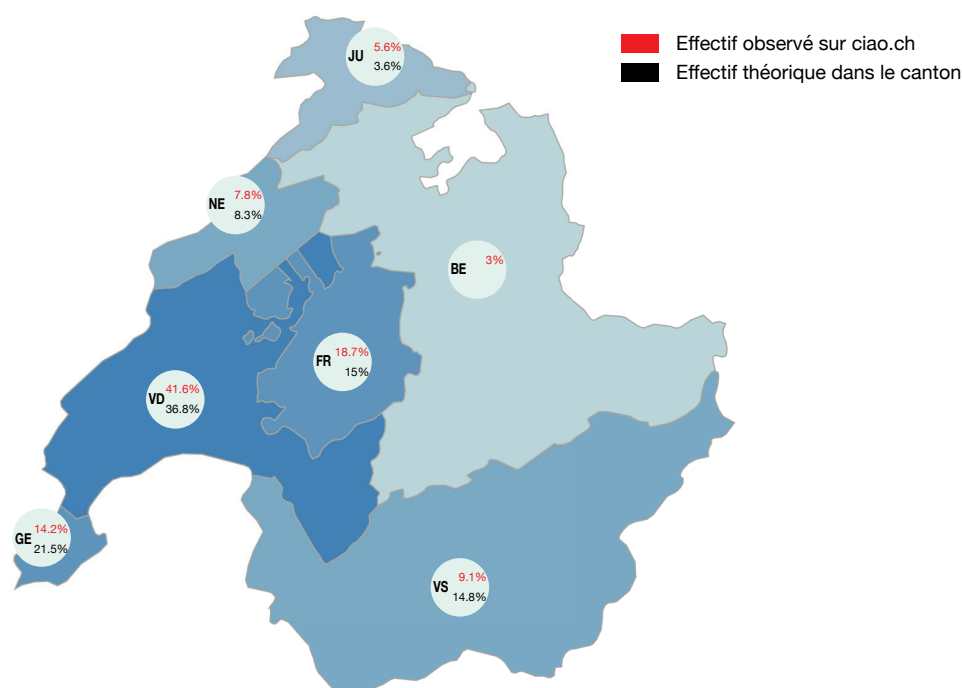 JU 5.6%
3.6%
Effectif observé sur ciao.ch
Effectif théorique dans le canton
NE 7.8%
8.3%
BE 3%
FR 18.7%
15%
VD 41.6%
36.8%
GE 14.2%
21.5%
VS 9.1%
14.8%